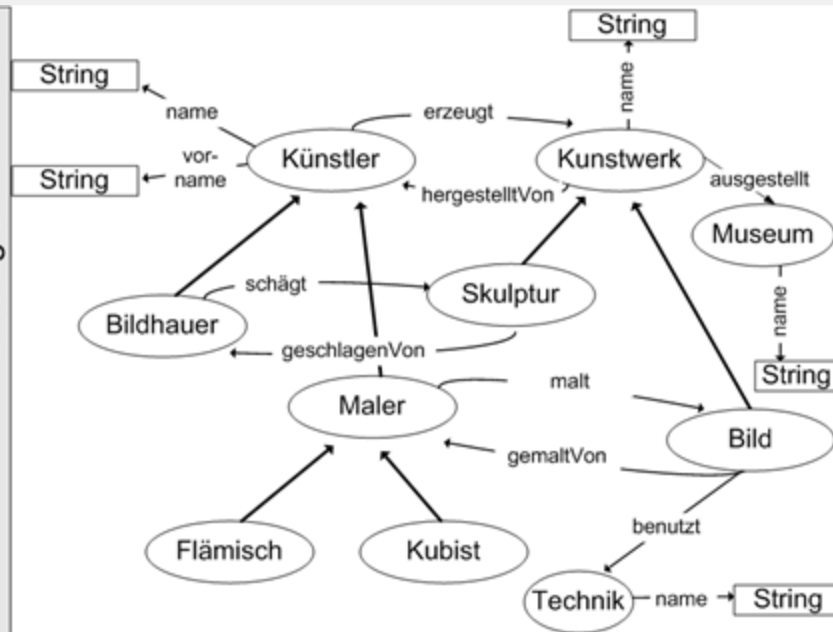 String
String
name
name
erzeugt
Künstler
Kunstwerk
vor-
name
String
hergestelltVon
ausgestellt
Museum
schägt
Skulptur
Bildhauer
name
geschlagenVon
String
malt
Maler
Bild
gemaltVon
benutzt
Flämisch
Kubist
Technik
name
String